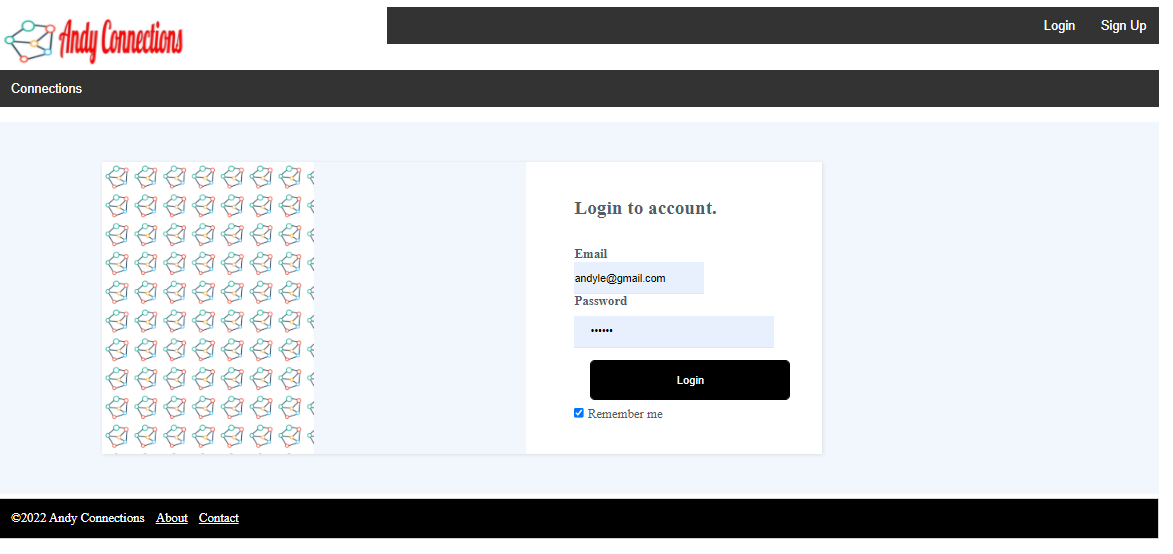 Andy Connections
Login Sign Up
Connections
Login to account.
Email
andyle@gmail.com
Password
••••••
Login
Remember me
©2022 Andy Connections About Contact